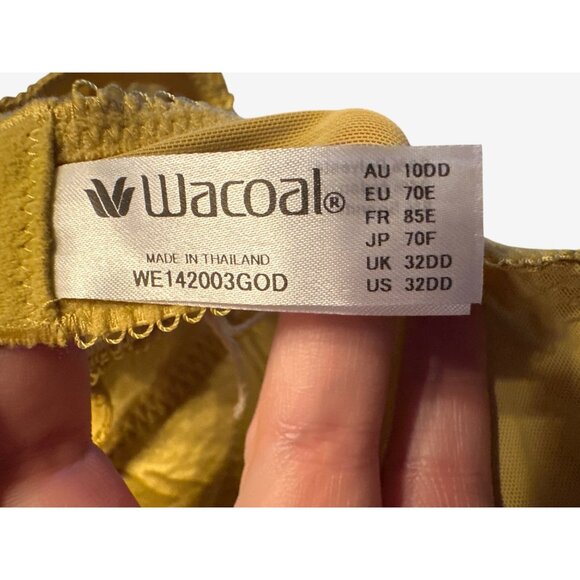 Wacoal®
MADE IN THAILAND
WE142003GOD
AU 10DD
EU 70E
FR 85E
JP 70F
UK 32DD
US 32DD